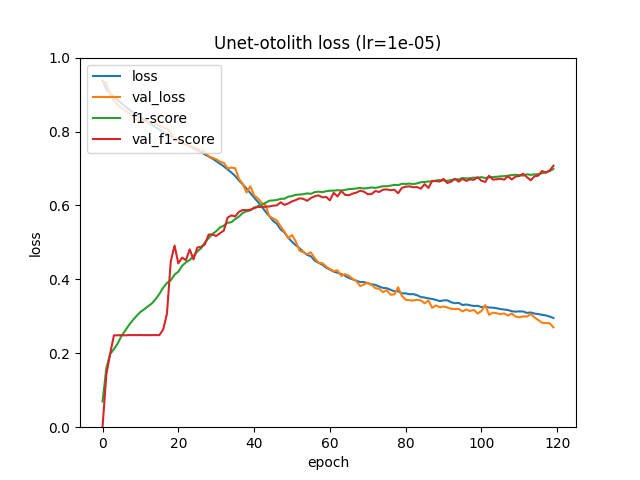 Unet-otolith loss (lr=1e-05)
1.0
0.8
0.6
0.4
0.2
0.0
loss
loss
val_loss
f1-score
val_f1-score
0 20 40 60 80 100 120
epoch